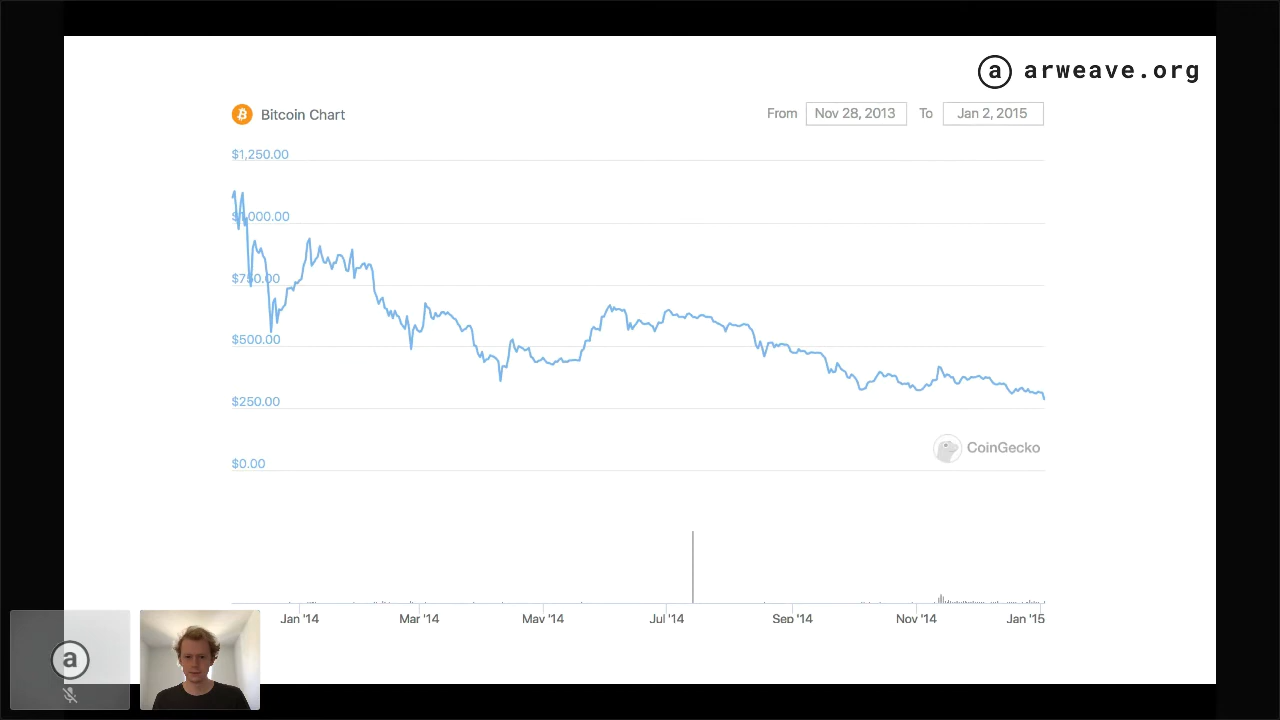 a arweave.org
Bitcoin Chart
From Nov 28, 2013 To Jan 2, 2015
$1,250.00
$1,000.00
$750.00
$500.00
$250.00
CoinGecko
$0.00
Jan '14 Mar '14 May '14 Jul '14 Sep '14 Nov '14 Jan '15
a